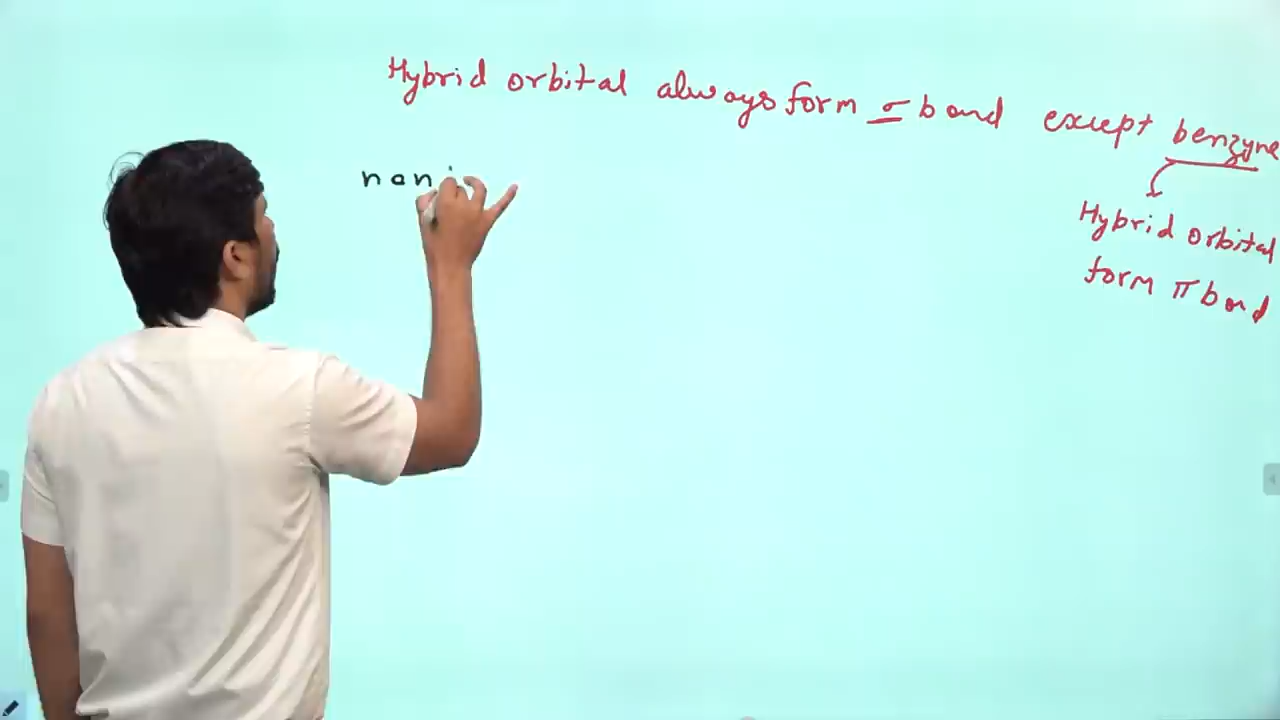 Hybrid orbital always form σ bond except benzyne
non
Hybrid orbital
form π bond